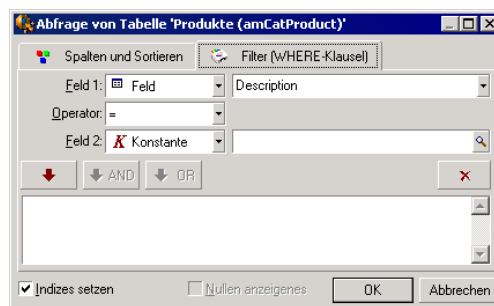 Abfrage von Tabelle 'Produkte (amCatProduct)'
Spalten und Sortieren Filter (WHERE-Klausel)
Feld 1: Feld Description
Operator: =
Feld 2: K Konstante
AND OR
Indizes setzen Nullen anzeigenes OK Abbrechen